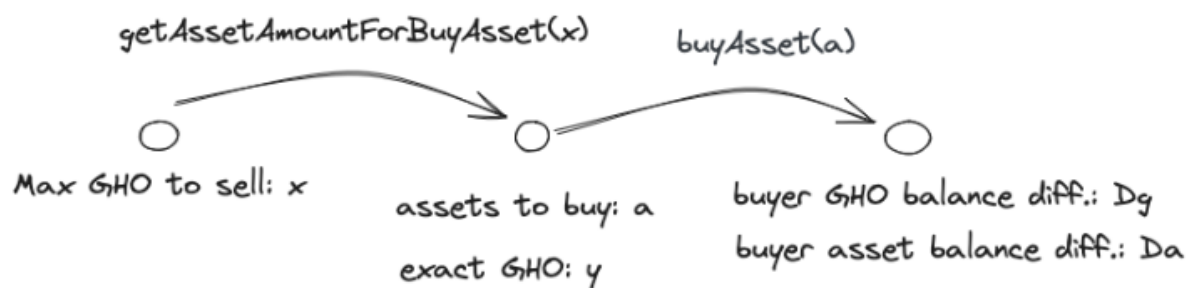 getAssetAmountForBuyAsset(x)
buyAsset(a)
Max GHO to sell: x
assets to buy: a
exact GHO: y
buyer GHO balance diff.: Dg
buyer asset balance diff.: Da